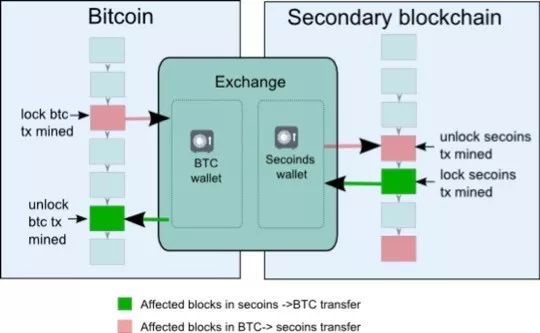 Bitcoin
Secondary blockchain
Exchange
lock btc
tx mined
BTC
wallet
Secoinds
wallet
unlock secoins
tx mined
lock secoins
tx mined
unlock
btc tx
mined
Affected blocks in secoins ->BTC transfer
Affected blocks in BTC-> secoins transfer